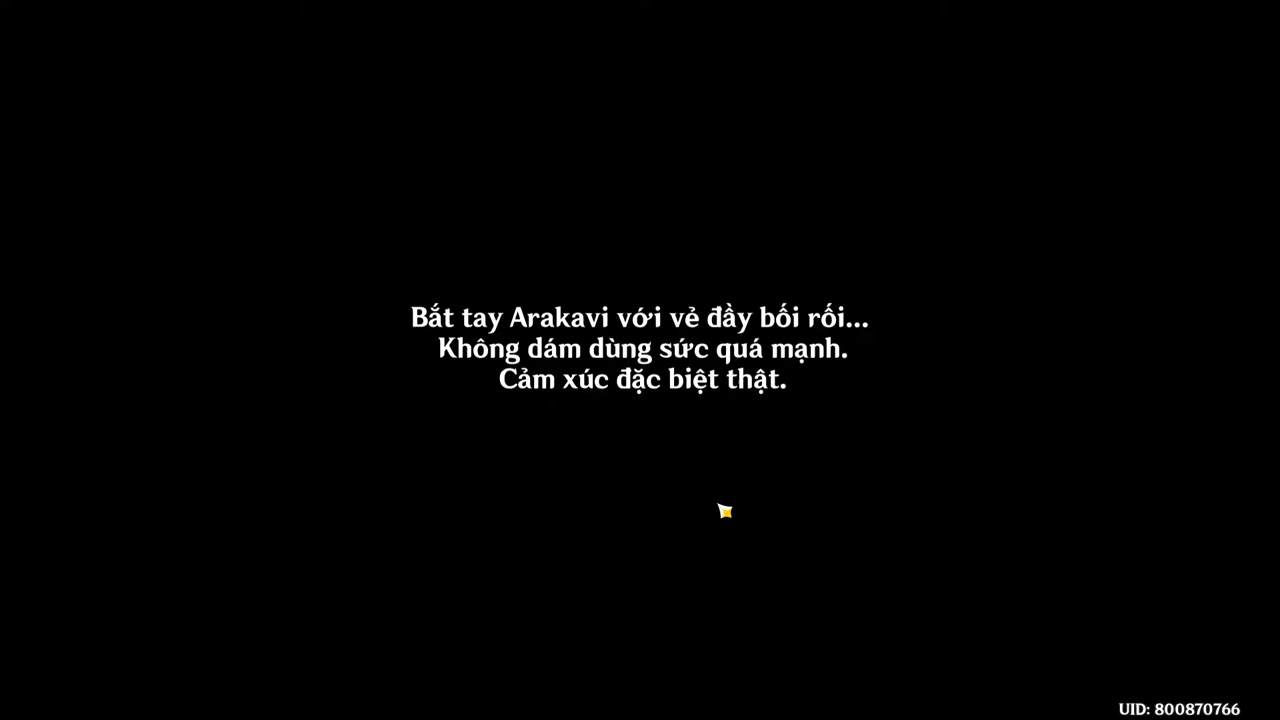 Bắt tay Arakavi với vẻ đầy bối rối...
Không dám dùng sức quá mạnh.
Cảm xúc đặc biệt thật.
UID: 800870766